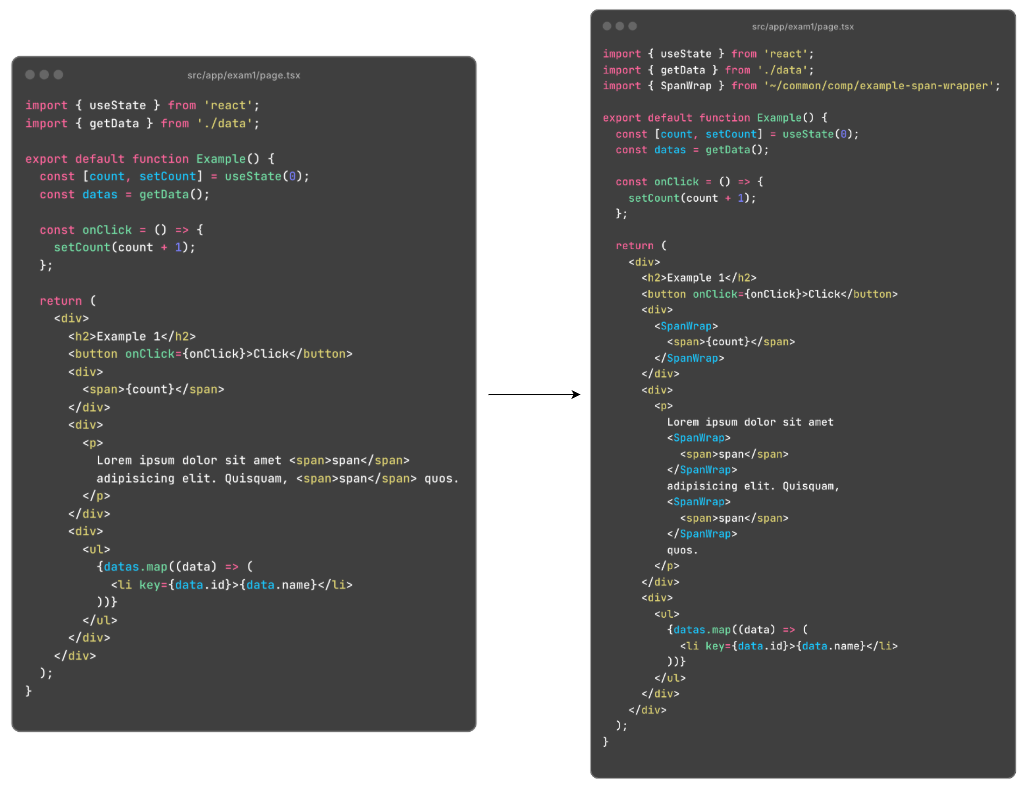 src/app/exam1/page.tsx
import { useState } from 'react';
import { getData } from './data';
export default function Example() {
const [count, setCount] = useState(0);
const datas = getData();
const onClick = () => {
setCount(count + 1);
};
return (
<div>
<h2>Example 1</h2>
<button onClick={onClick}>Click</button>
<div>
<span>{count}</span>
</div>
<div>
<p>
Lorem ipsum dolor sit amet <span>span</span>
adipisicing elit. Quisquam, <span>span</span> quos.
</p>
</div>
<div>
<ul>
{datas.map((data) => (
<li key={data.id}>{data.name}</li>
))}
</ul>
</div>
</div>
);
}
src/app/exam1/page.tsx
import { useState } from 'react';
import { getData } from './data';
import { SpanWrap } from '~/common/comp/example-span-wrapper';
export default function Example() {
const [count, setCount] = useState(0);
const datas = getData();
const onClick = () => {
setCount(count + 1);
};
return (
<div>
<h2>Example 1</h2>
<button onClick={onClick}>Click</button>
<div>
<SpanWrap>
<span>{count}</span>
</SpanWrap>
</div>
<div>
<p>
Lorem ipsum dolor sit amet
<SpanWrap>
<span>span</span>
</SpanWrap>
adipisicing elit. Quisquam,
<SpanWrap>
<span>span</span>
</SpanWrap>
quos.
</p>
</div>
<div>
<ul>
{datas.map((data) => (
<li key={data.id}>{data.name}</li>
))}
</ul>
</div>
</div>
);
}